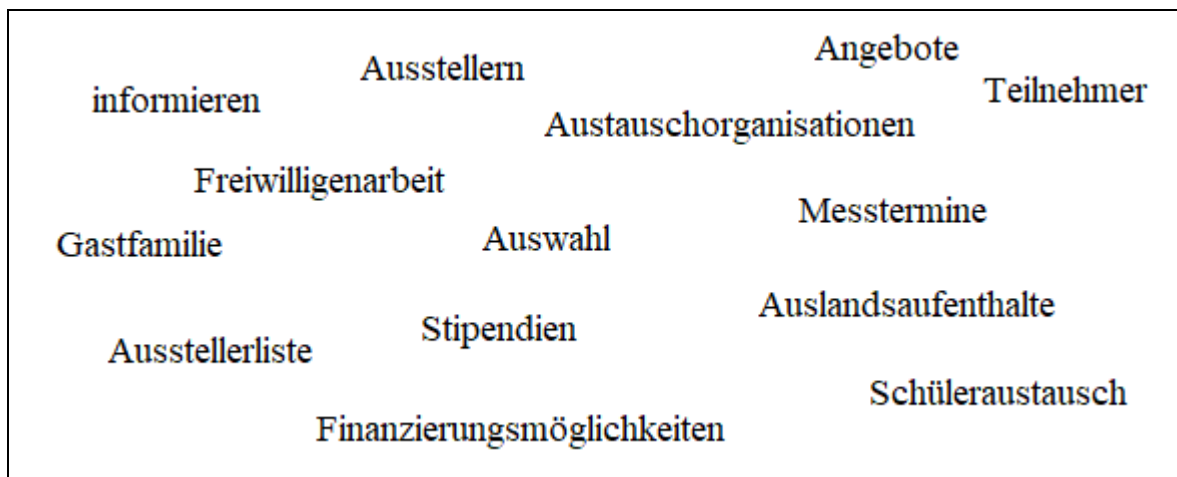 Angebote
Ausstellern
Teilnehmer
informieren
Austauschorganisationen
Freiwilligenarbeit
Messtermine
Gastfamilie
Auswahl
Auslandsaufenthalte
Stipendien
Ausstellerliste
Schüleraustausch
Finanzierungsmöglichkeiten